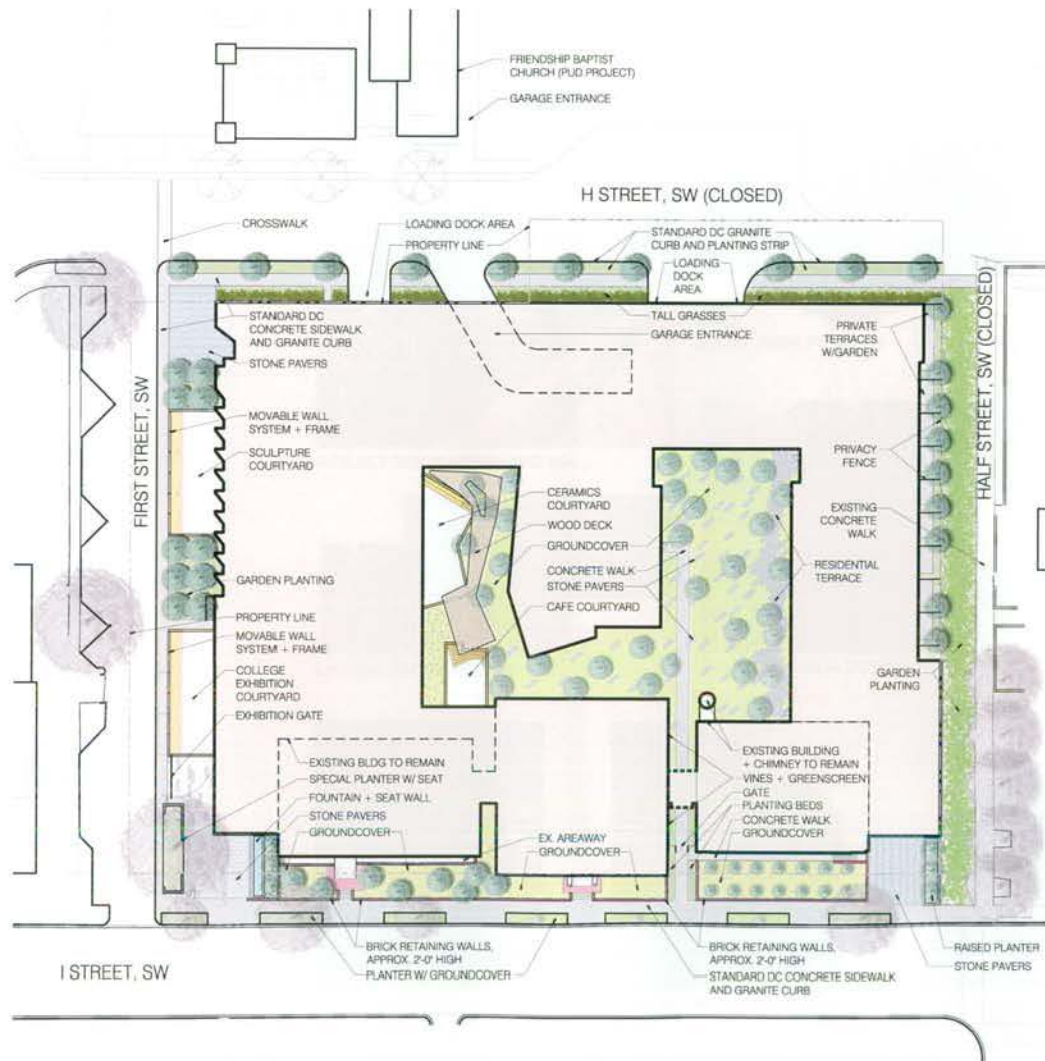 FRIENDSHIP BAPTIST
CHURCH (PUD PROJECT)
GARAGE ENTRANCE
H STREET, SW (CLOSED)
CROSSWALK
LOADING DOCK AREA
PROPERTY LINE
STANDARD DC GRANITE
CURB AND PLANTING STRIP
LOADING
DOCK
AREA
STANDARD DC
CONCRETE SIDEWALK
AND GRANITE CURB
STONE PAVERS
TALL GRASSES
GARAGE ENTRANCE
PRIVATE
TERRACES
W/GARDEN
HALF STREET, SW (CLOSED)
FIRST STREET, SW
MOVABLE WALL
SYSTEM + FRAME
SCULPTURE
COURTYARD
PRIVACY
FENCE
CERAMICS
COURTYARD
WOOD DECK
GROUNDCOVER
CONCRETE WALK
STONE PAVERS
CAFE COURTYARD
EXISTING
CONCRETE
WALK
RESIDENTIAL
TERRACE
GARDEN PLANTING
PROPERTY LINE
MOVABLE WALL
SYSTEM + FRAME
COLLEGE
EXHIBITION
COURTYARD
EXHIBITION GATE
GARDEN
PLANTING
EXISTING BLDG TO REMAIN
SPECIAL PLANTER W/ SEAT
FOUNTAIN + SEAT WALL
STONE PAVERS
GROUNDCOVER
EX. AREAWAY
GROUNDCOVER
EXISTING BUILDING
+ CHIMNEY TO REMAIN
VINES + GREENSCREEN
GATE
PLANTING BEDS
CONCRETE WALK
GROUNDCOVER
BRICK RETAINING WALLS,
APPROX. 2'-0" HIGH
PLANTER W/ GROUNDCOVER
BRICK RETAINING WALLS,
APPROX. 2'-0" HIGH
STANDARD DC CONCRETE SIDEWALK
AND GRANITE CURB
RAISED PLANTER
STONE PAVERS
I STREET, SW